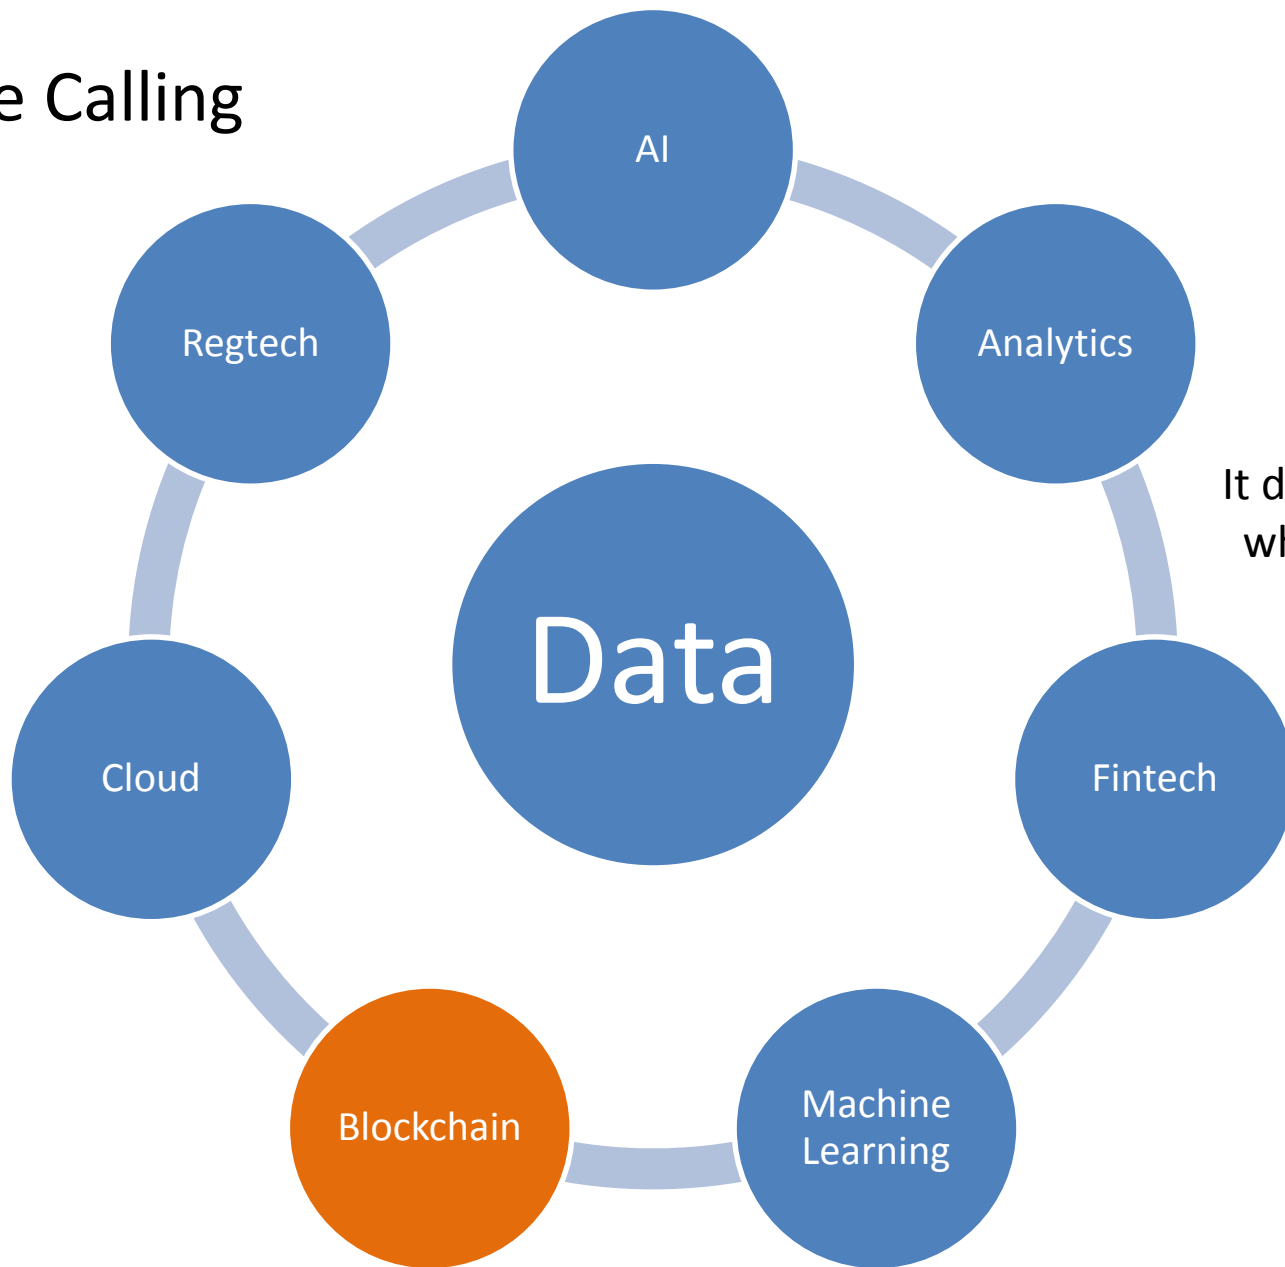 e Calling
AI
Regtech
Analytics
It d
wh
Data
Cloud
Fintech
Blockchain
Machine
Learning